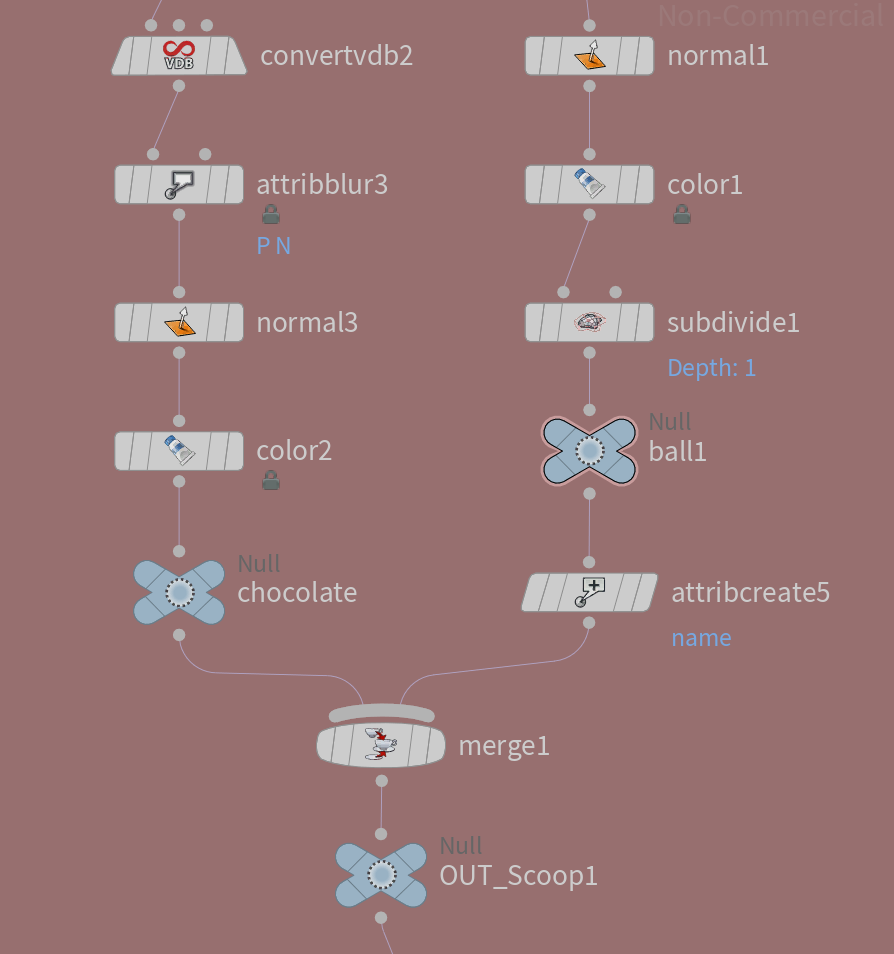 Non-Commercial
VDB
convertvdb2
normal1
attribblur3
P N
color1
normal3
subdivide1
Depth: 1
color2
Null
ball1
Null
chocolate
attribcreate5
name
merge1
Null
OUT_Scoop1